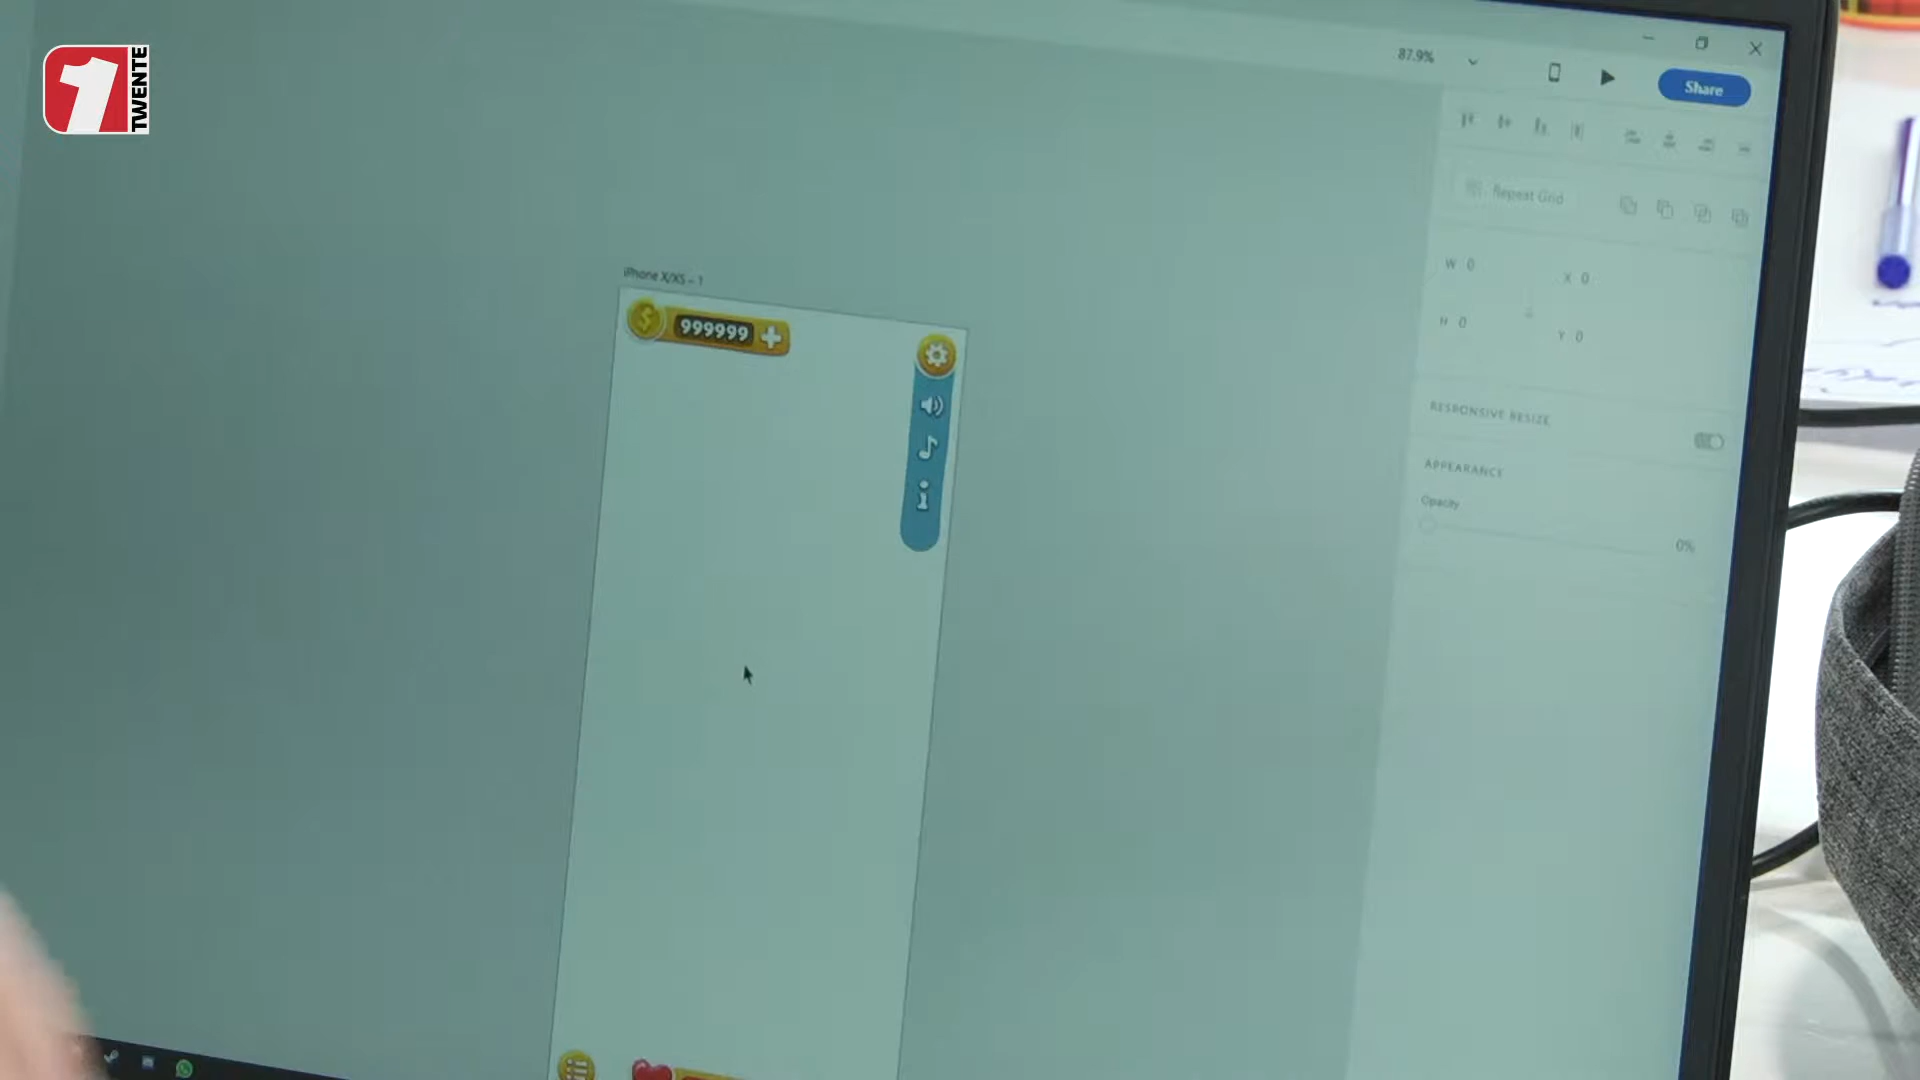 1
TWENTE
87.9%
Share
Repeat Grid
W 0
X 0
H 0
Y 0
RESPONSIVE RESIZE
APPEARANCE
Opacity
0%
iPhone X/XS – 1
$ 999999 +
i